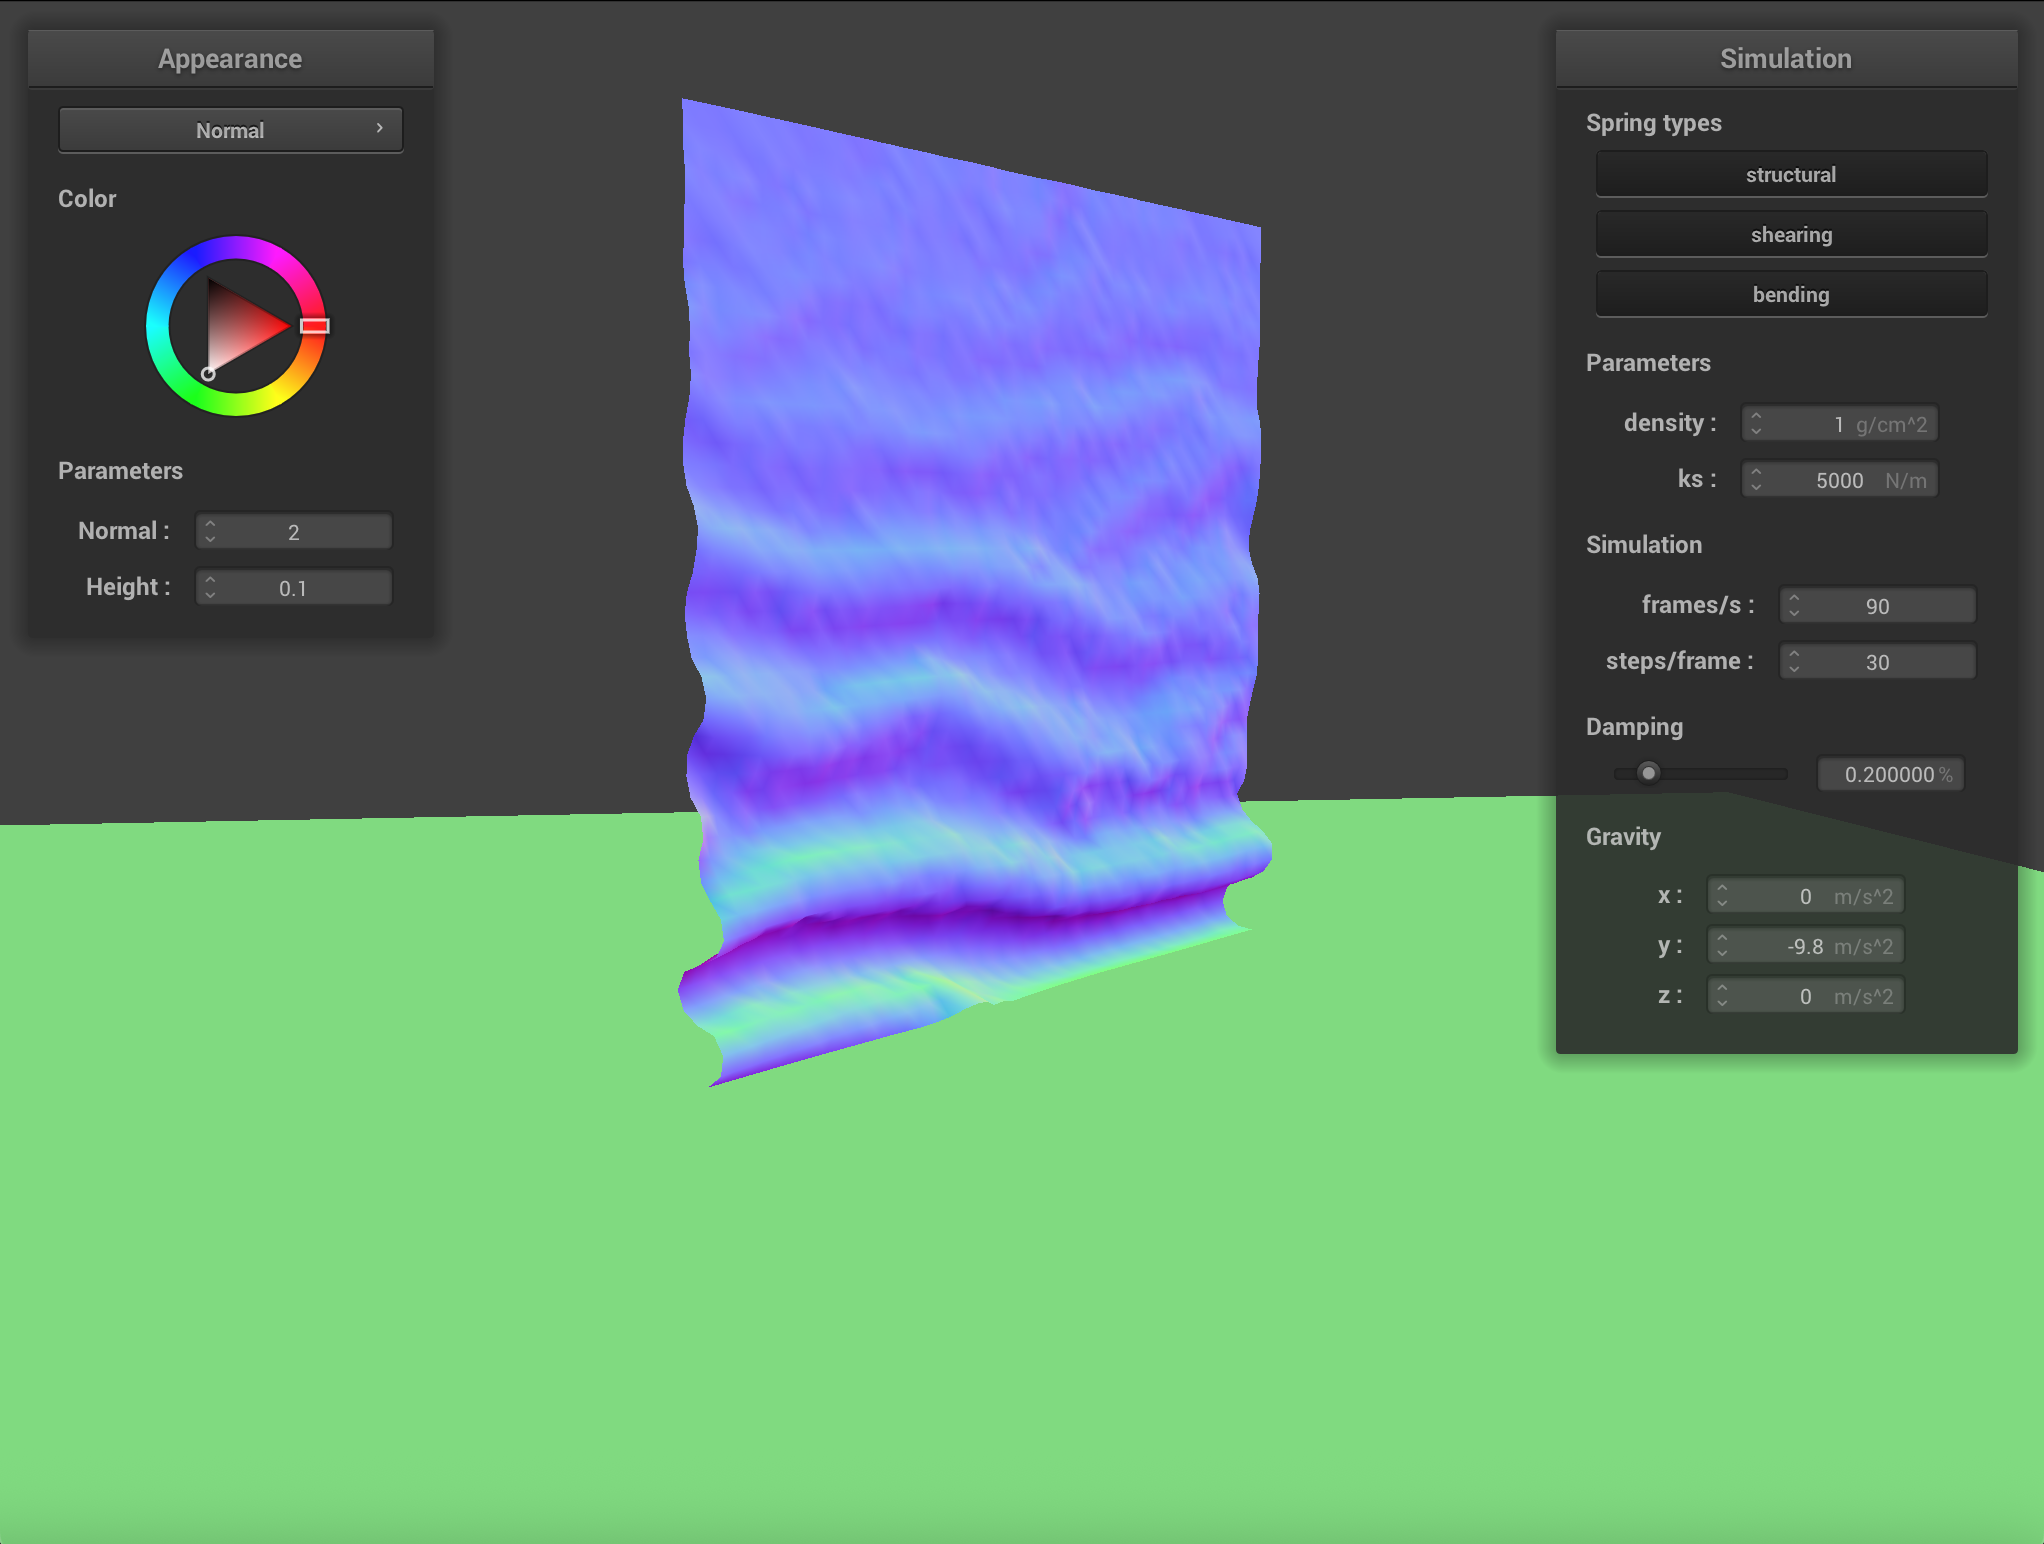 Appearance
Normal
Color
Parameters
Normal : 2
Height : 0.1
Simulation
Spring types
structural
shearing
bending
Parameters
density : 1 g/cm^2
ks : 5000 N/m
Simulation
frames/s : 90
steps/frame : 30
Damping
0.200000 %
Gravity
x : 0 m/s^2
y : -9.8 m/s^2
z : 0 m/s^2